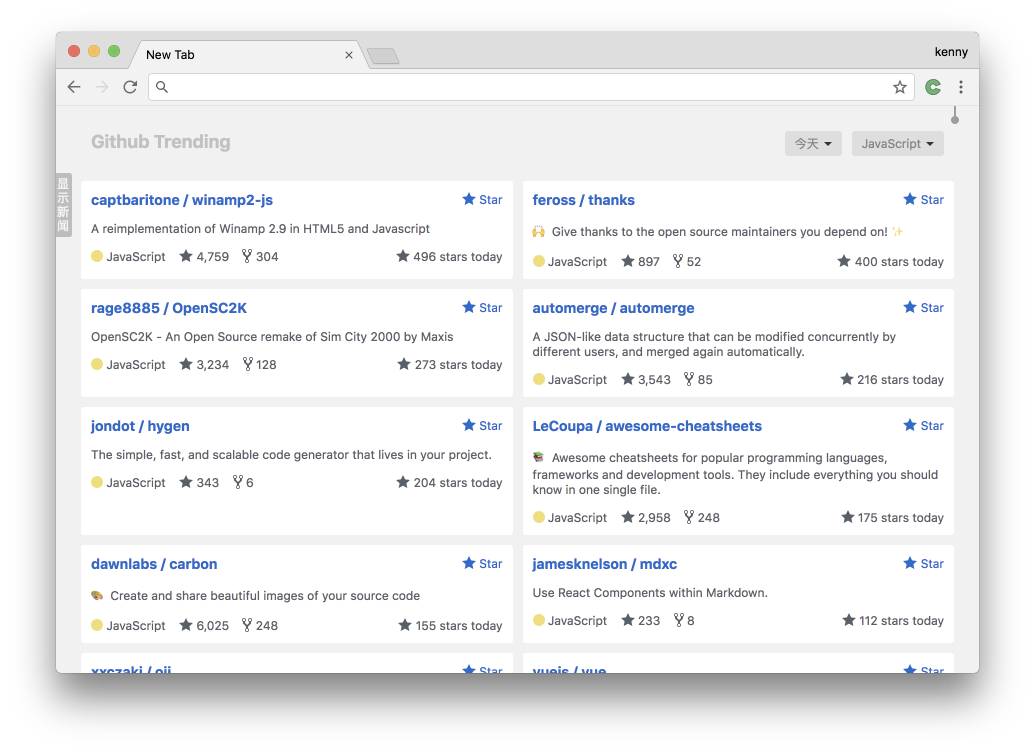 New Tab
kenny
Github Trending
今天
JavaScript
显示新闻
captbaritone / winamp2-js
Star
A reimplementation of Winamp 2.9 in HTML5 and Javascript
JavaScript 4,759 304 496 stars today
feross / thanks
Star
🙌 Give thanks to the open source maintainers you depend on! ✨
JavaScript 897 52 400 stars today
rage8885 / OpenSC2K
Star
OpenSC2K - An Open Source remake of Sim City 2000 by Maxis
JavaScript 3,234 128 273 stars today
automerge / automerge
Star
A JSON-like data structure that can be modified concurrently by
different users, and merged again automatically.
JavaScript 3,543 85 216 stars today
jondot / hygen
Star
The simple, fast, and scalable code generator that lives in your project.
JavaScript 343 6 204 stars today
LeCoupa / awesome-cheatsheets
Star
📚 Awesome cheatsheets for popular programming languages,
frameworks and development tools. They include everything you should
know in one single file.
JavaScript 2,958 248 175 stars today
dawnlabs / carbon
Star
🎨 Create and share beautiful images of your source code
JavaScript 6,025 248 155 stars today
jamesknelson / mdxc
Star
Use React Components within Markdown.
JavaScript 233 8 112 stars today
Star
vuejs / vue
Star